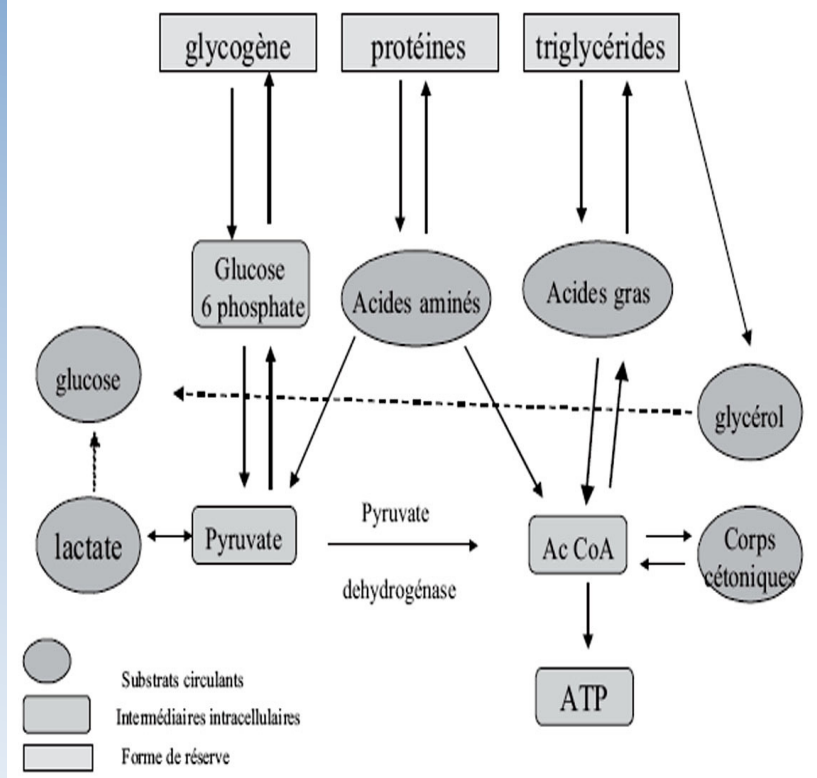 glycogène
protéines
triglycérides
Glucose
6 phosphate
Acides aminés
Acides gras
glucose
glycérol
lactate
Pyruvate
Pyruvate
dehydrogénase
Ac CoA
Corps
cétoniques
ATP
Substrats circulants
Intermédiaires intracellulaires
Forme de réserve